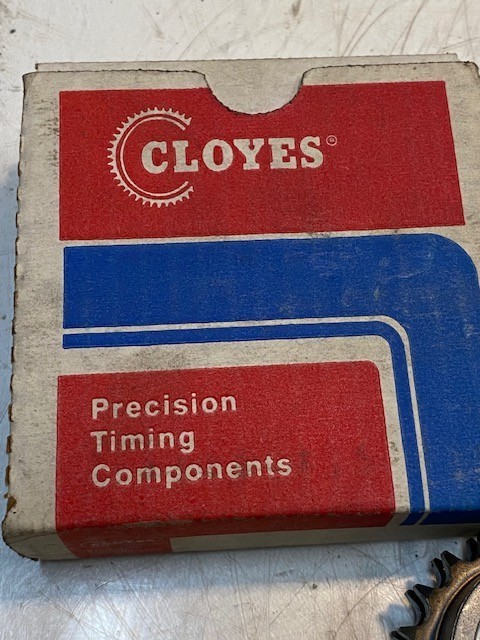 CLOYES®
Precision
Timing
Components